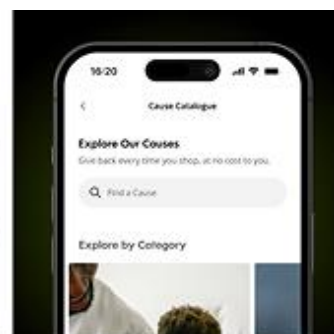 16:20
Cause Catalogue
Explore Our Causes
Give back every time you shop, at no cost to you.
Find a Cause
Explore by Category